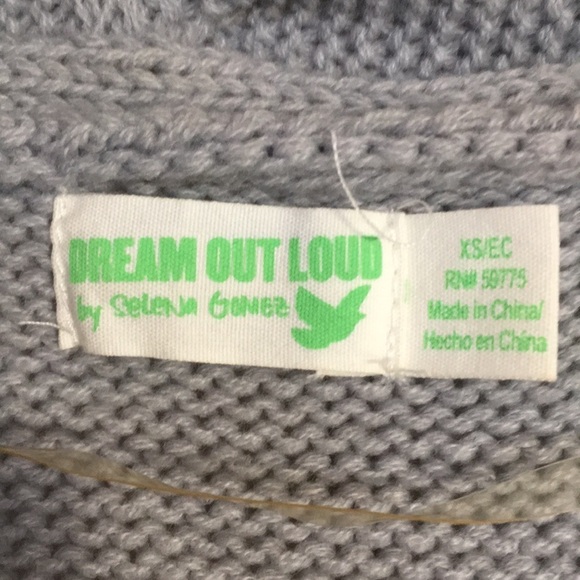 DREAM OUT LOUD
by SELENA GOMEZ
XS/EC
RN# 59775
Made in China/
Hecho en China